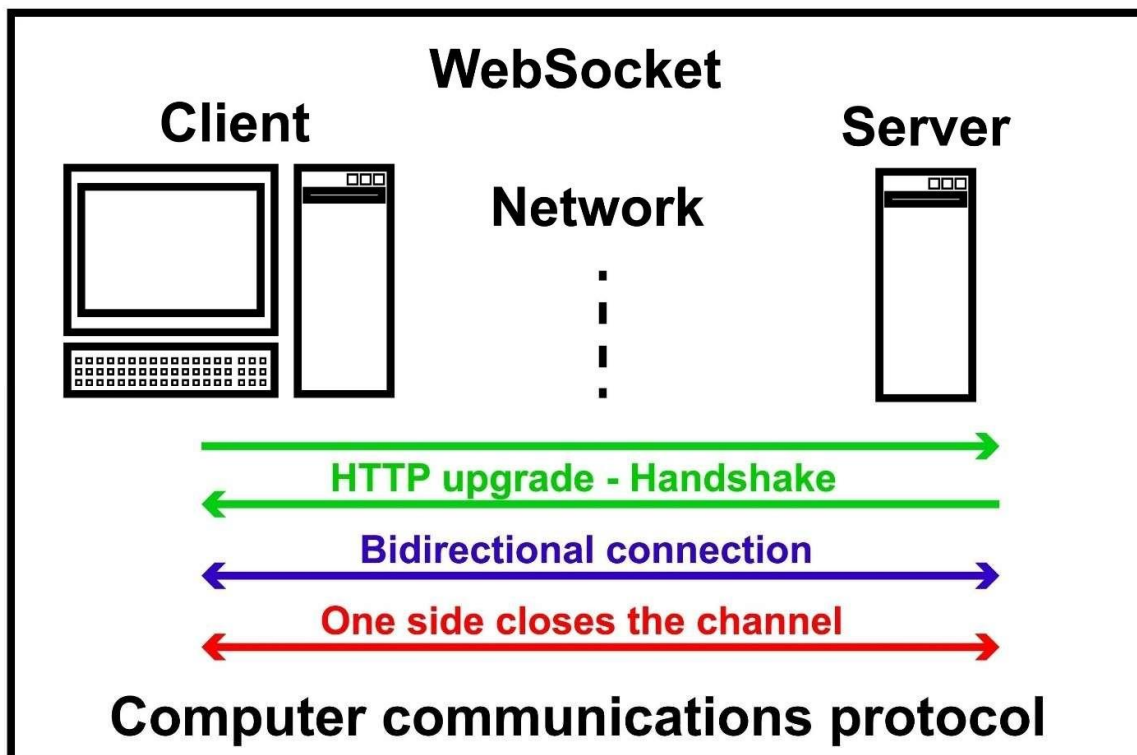 WebSocket
Client
Server
Network
HTTP upgrade - Handshake
Bidirectional connection
One side closes the channel
Computer communications protocol